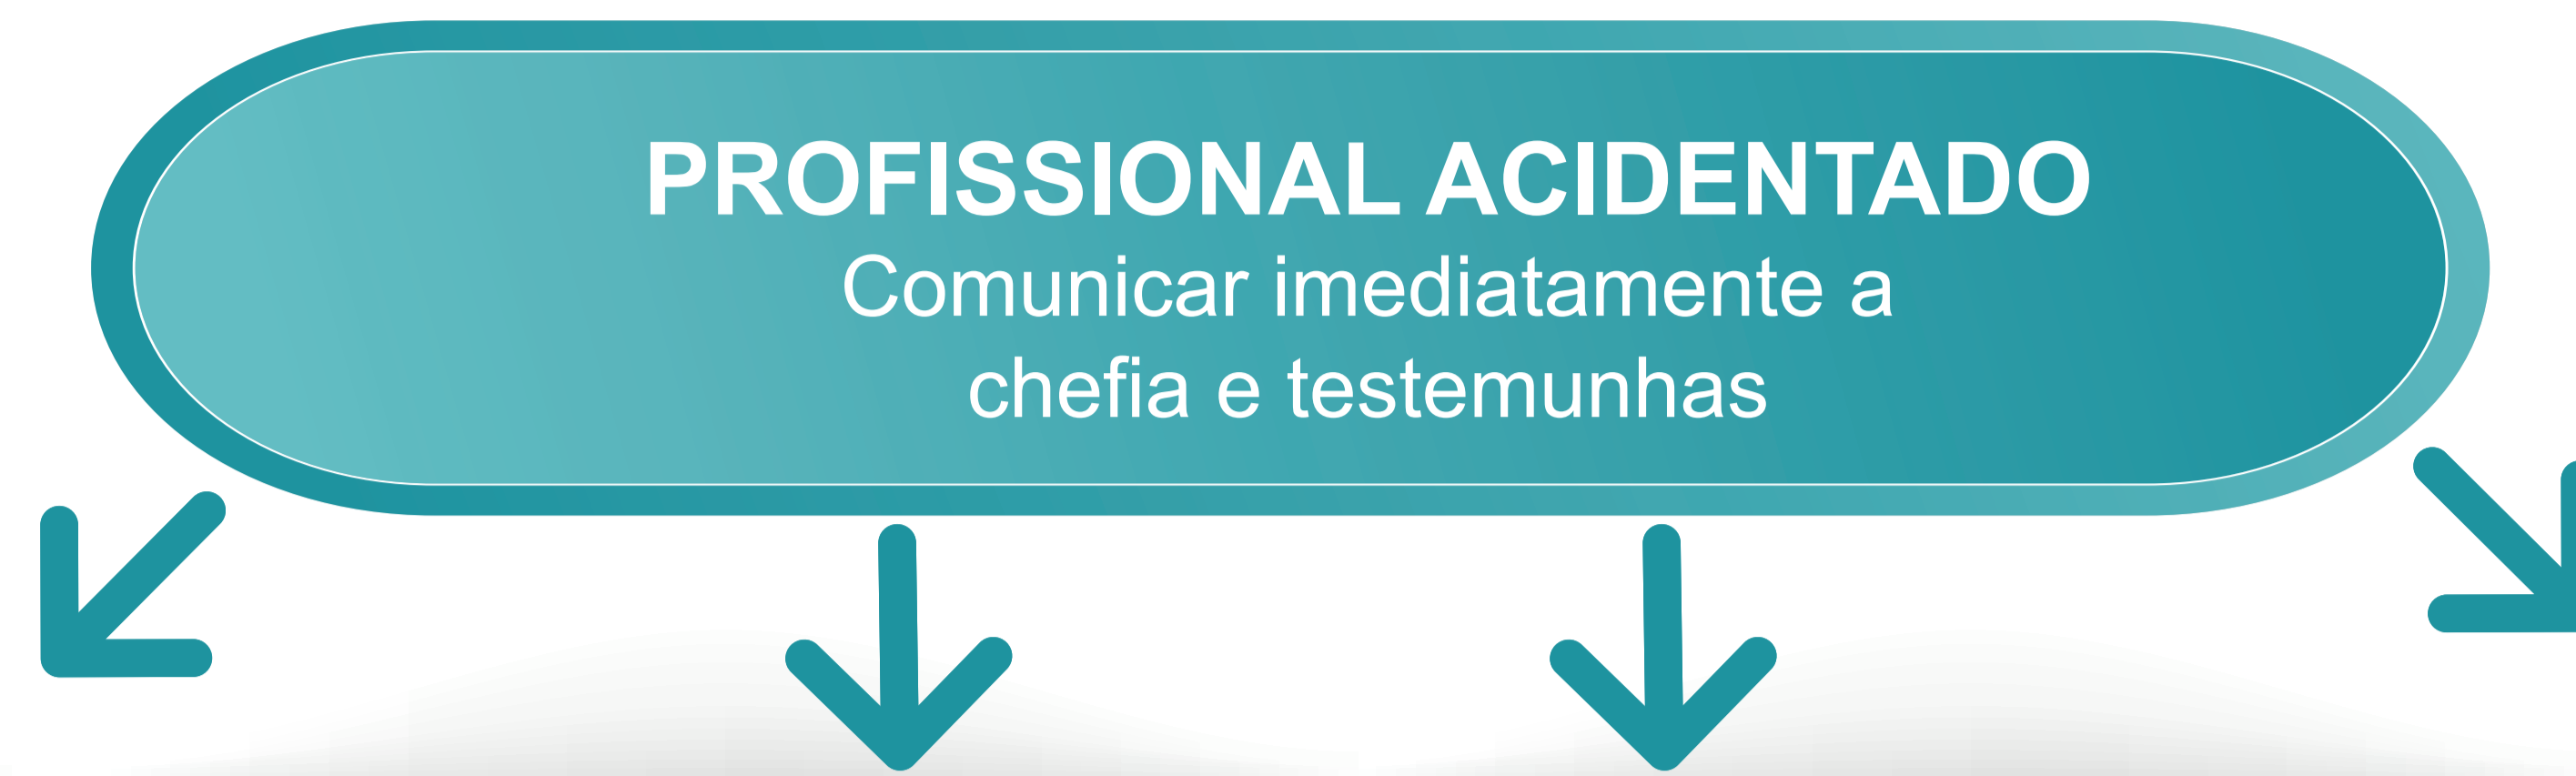 PROFISSIONAL ACIDENTADO
Comunicar imediatamente a
chefia e testemunhas